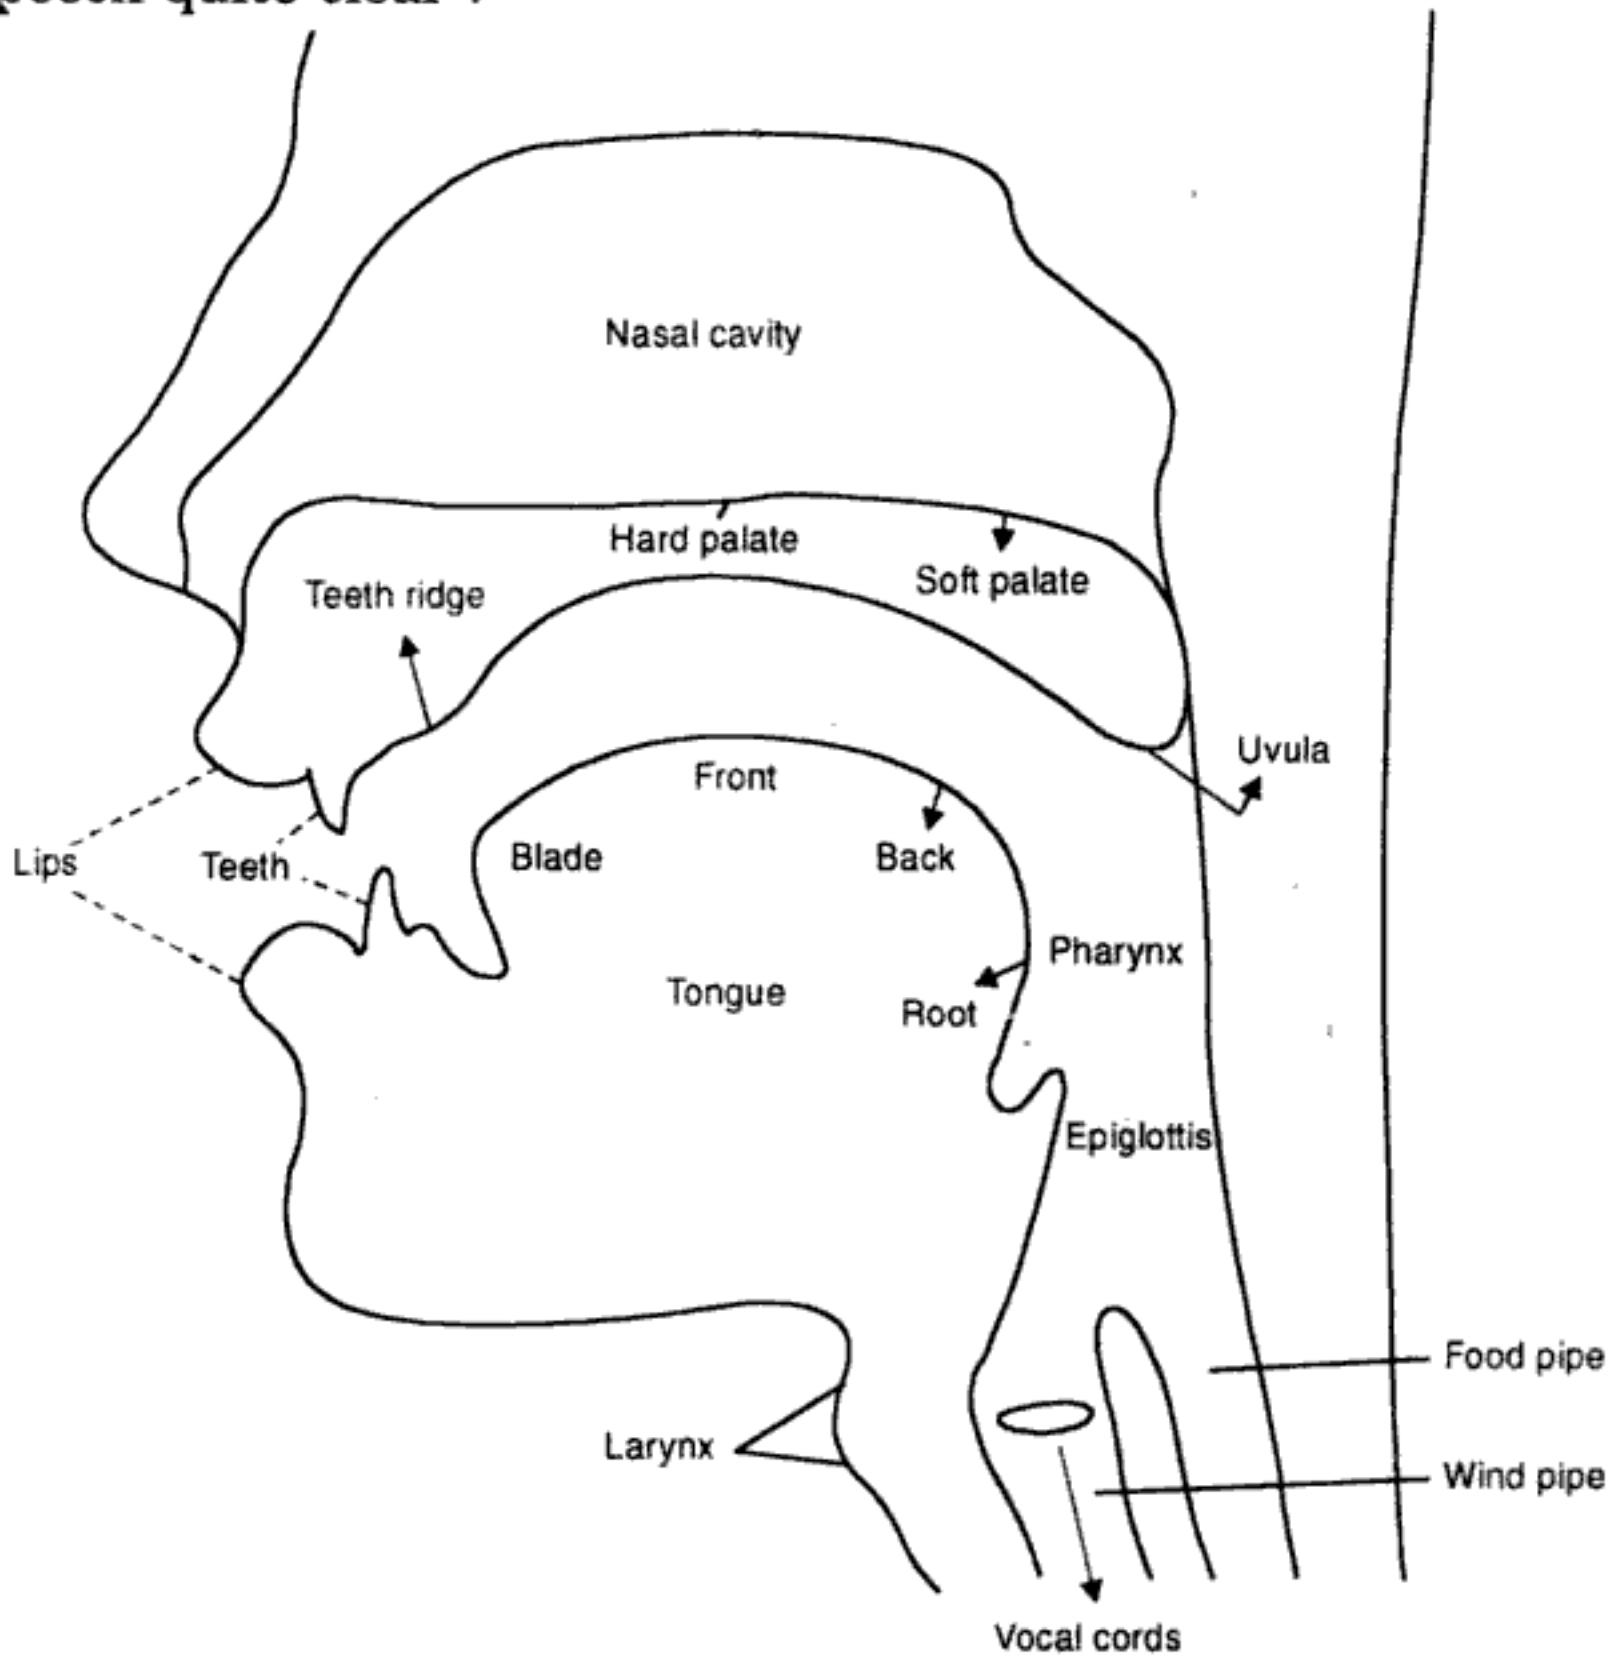 Nasal cavity
Hard palate
Soft palate
Teeth ridge
Uvula
Front
Lips
Teeth
Blade
Back
Pharynx
Tongue
Root
Epiglottis
Food pipe
Larynx
Wind pipe
Vocal cords